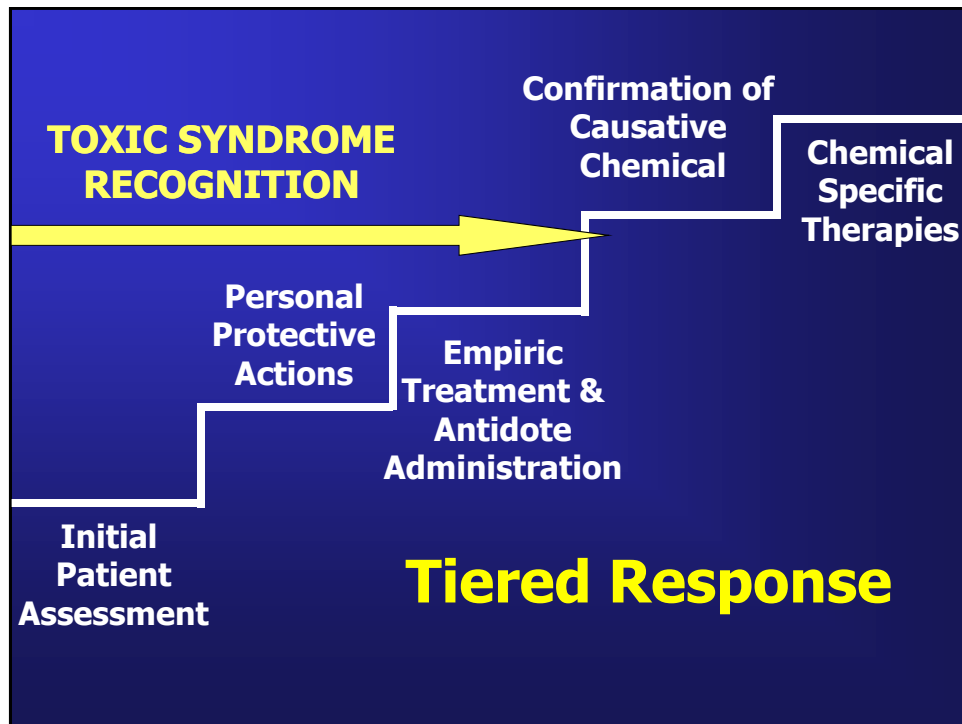 TOXIC SYNDROME
RECOGNITION
Initial
Patient
Assessment
Personal
Protective
Actions
Empiric
Treatment &
Antidote
Administration
Confirmation of
Causative
Chemical
Chemical
Specific
Therapies
Tiered Response